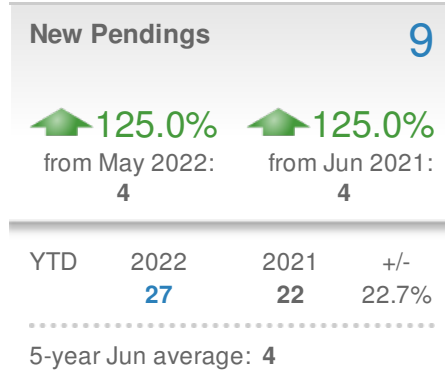 New Pendings 9
125.0% 125.0%
from May 2022: from Jun 2021:
4 4
YTD 2022 2021 +/-
27 22 22.7%
5-year Jun average: 4